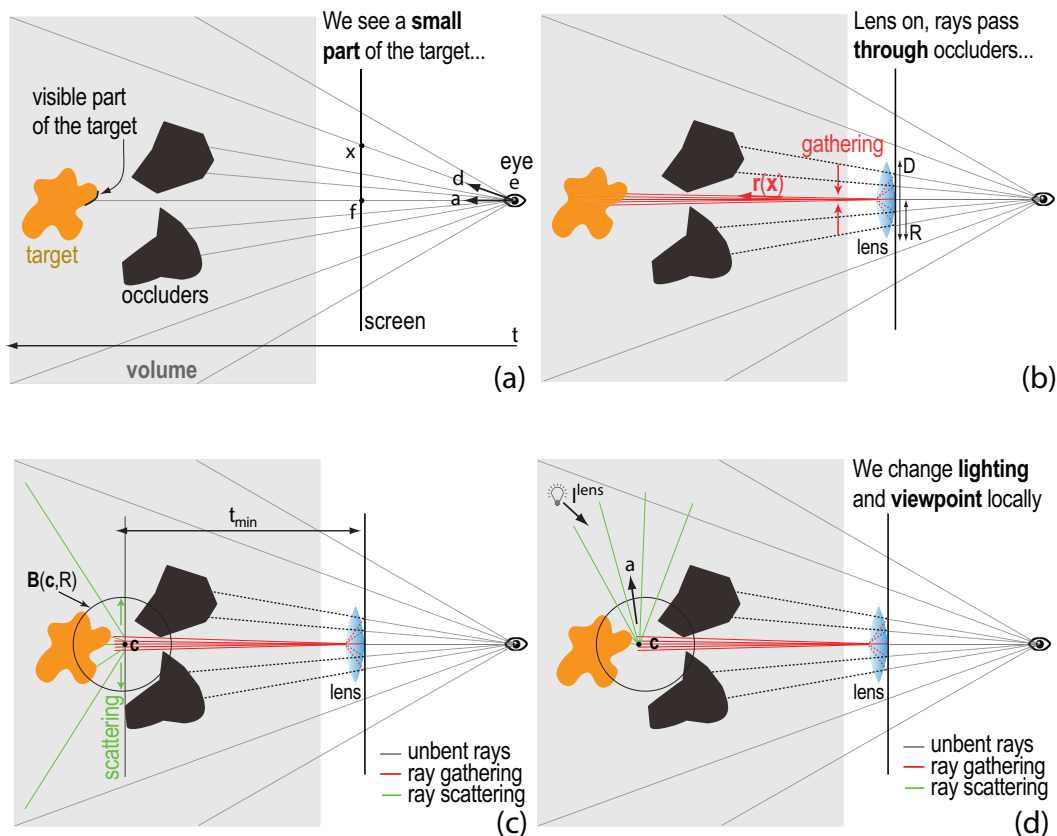 We see a small
part of the target...
visible part
of the target
x
eye
d
e
a
f
target
occluders
screen
t
volume
(a)
Lens on, rays pass
through occluders...
gathering
D
r(x)
R
lens
(b)
t_min
B(c,R)
c
scattering
lens
unbent rays
ray gathering
ray scattering
(c)
We change lighting
and viewpoint locally
l^lens
a
c
lens
unbent rays
ray gathering
ray scattering
(d)